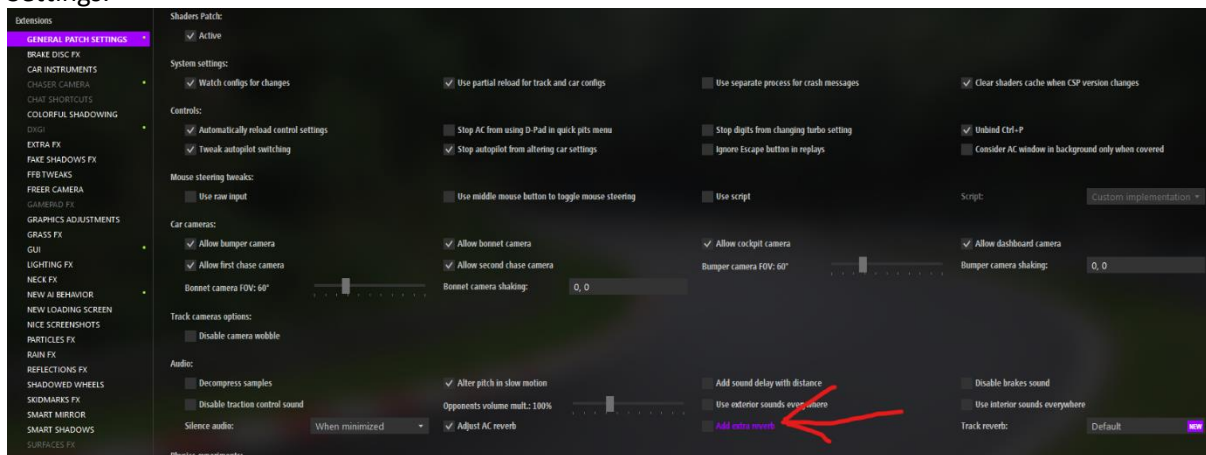 Settings.
Extensions
GENERAL PATCH SETTINGS
BRAKE DISC FX
CAR INSTRUMENTS
CHASER CAMERA
CHAT SHORTCUTS
COLORFUL SHADOWING
DXGI
EXTRA FX
FAKE SHADOWS FX
FFB TWEAKS
FREER CAMERA
GAMEPAD FX
GRAPHICS ADJUSTMENTS
GRASS FX
GUI
LIGHTING FX
NECK FX
NEW AI BEHAVIOR
NEW LOADING SCREEN
NICE SCREENSHOTS
PARTICLES FX
RAIN FX
REFLECTIONS FX
SHADOWED WHEELS
SKIDMARKS FX
SMART MIRROR
SMART SHADOWS
SURFACES FX
Shaders Patch:
Active
System settings:
Watch configs for changes Use partial reload for track and car configs Use separate process for crash messages Clear shaders cache when CSP version changes
Controls:
Automatically reload control settings Stop AC from using D-Pad in quick pits menu Stop digits from changing turbo setting Unbind Ctrl+P
Tweak autopilot switching Stop autopilot from altering car settings Ignore Escape button in replays Consider AC window in background only when covered
Mouse steering tweaks:
Use raw input Use middle mouse button to toggle mouse steering Use script Script: Custom implementation
Car cameras:
Allow bumper camera Allow bonnet camera Allow cockpit camera Allow dashboard camera
Allow first chase camera Allow second chase camera Bumper camera FOV: 60° Bumper camera shaking: 0, 0
Bonnet camera FOV: 60° Bonnet camera shaking: 0, 0
Track cameras options:
Disable camera wobble
Audio:
Decompress samples Alter pitch in slow motion Add sound delay with distance Disable brakes sound
Disable traction control sound Opponents volume mult.: 100% Use exterior sounds everywhere Use interior sounds everywhere
Silence audio: When minimized Adjust AC reverb Add extra reverb Track reverb: Default NEW